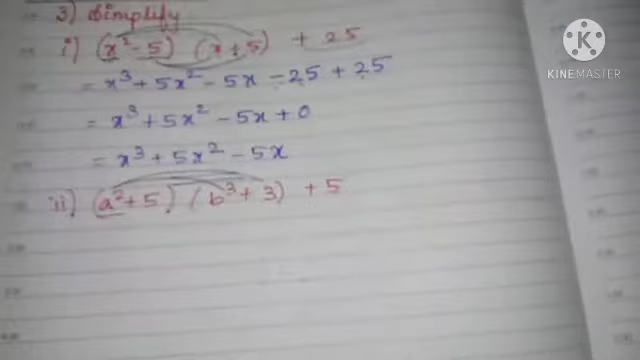 3) Simplify
i) (x² - 5) (x + 5) + 25
= x³ + 5x² - 5x - 25 + 25
= x³ + 5x² - 5x + 0
= x³ + 5x² - 5x
ii) (a² + 5) (b³ + 3) + 5
KINEMASTER